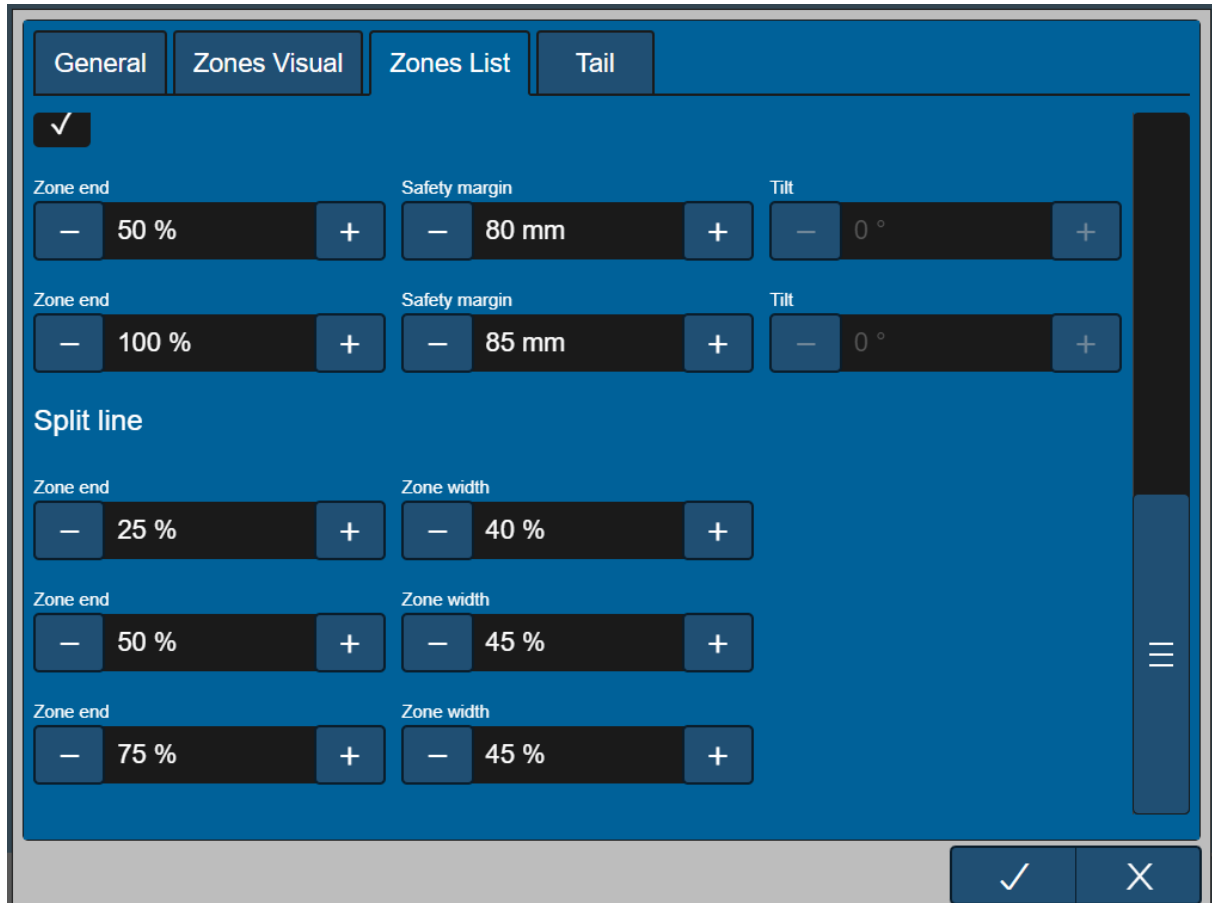 General Zones Visual Zones List Tail
✓
Zone end Safety margin Tilt
– 50 % + – 80 mm + – 0 ° +
Zone end Safety margin Tilt
– 100 % + – 85 mm + – 0 ° +
Split line
Zone end Zone width
– 25 % + – 40 % +
Zone end Zone width
– 50 % + – 45 % +
Zone end Zone width
– 75 % + – 45 % +
✓ X